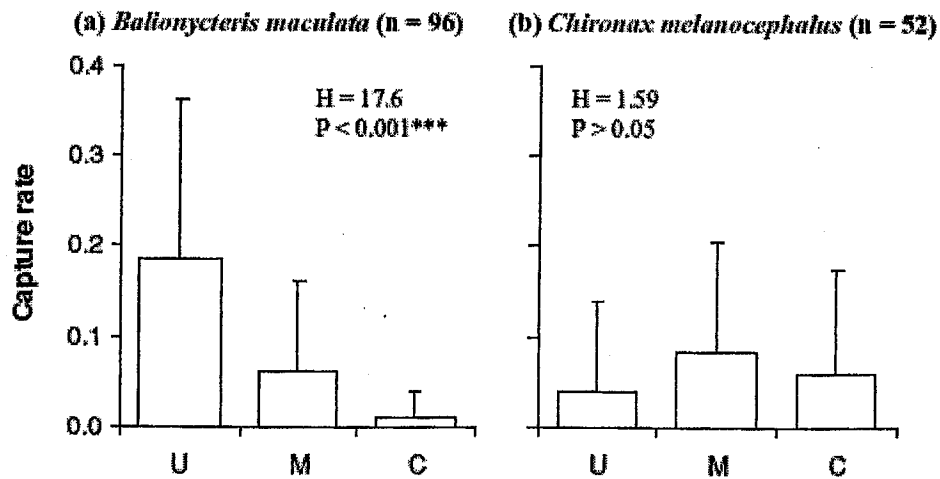 (a) Balionycteris maculata (n = 96)
(b) Chironax melanocephalus (n = 52)
H = 17.6
P < 0.001***
H = 1.59
P > 0.05
Capture rate
0.4
0.3
0.2
0.1
0.0
U M C
U M C